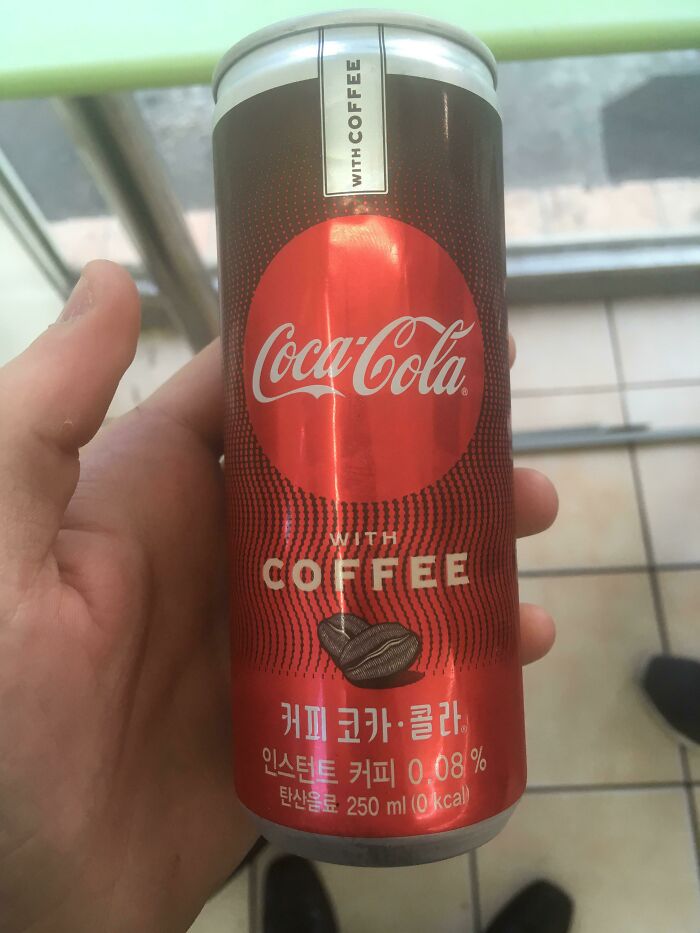 WITH COFFEE
Coca-Cola®
WITH
COFFEE
커피 코카·콜라®
인스턴트 커피 0.08 %
탄산음료 250 ml (0 kcal)